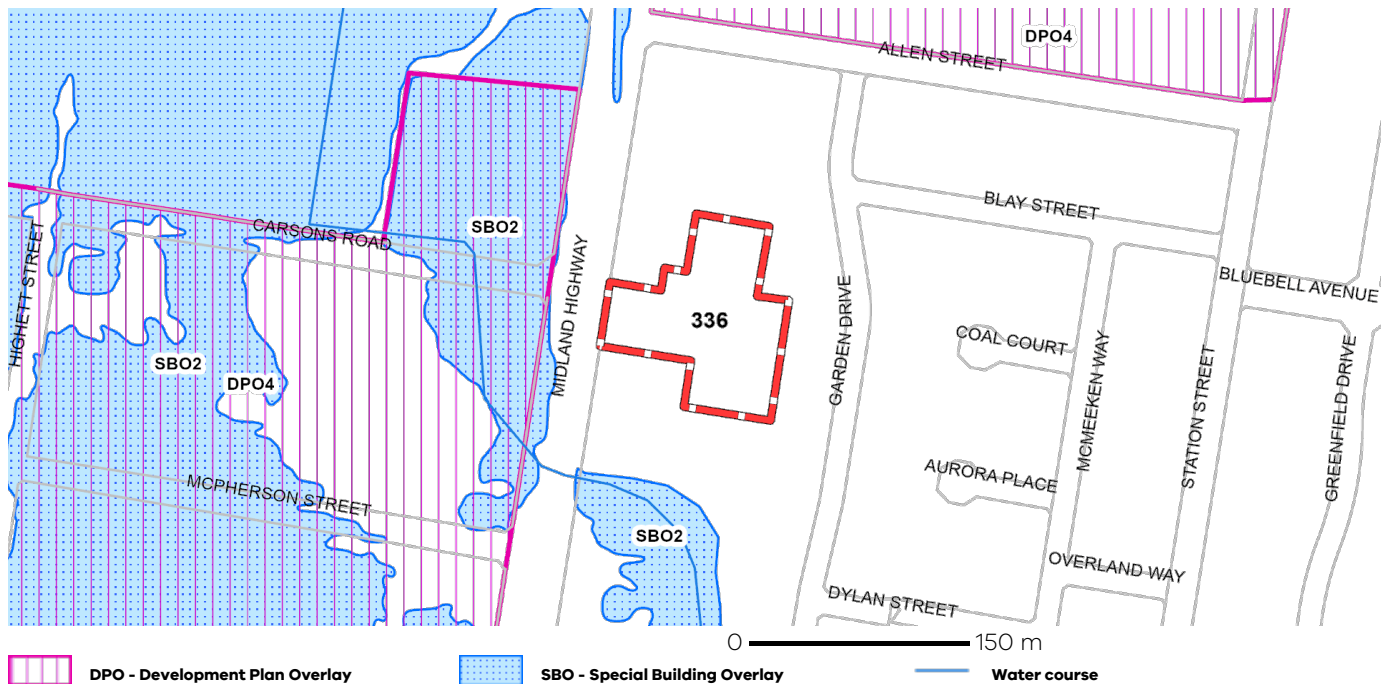 DPO4
ALLEN STREET
BLAY STREET
SBO2
CARSONS ROAD
HIGHETT STREET
MIDLAND HIGHWAY
BLUEBELL AVENUE
336
GARDEN DRIVE
COAL COURT
MCMEEKEN WAY
STATION STREET
GREENFIELD DRIVE
SBO2
DPO4
AURORA PLACE
MCPHERSON STREET
SBO2
OVERLAND WAY
DYLAN STREET
0 150 m
DPO - Development Plan Overlay
SBO - Special Building Overlay
Water course